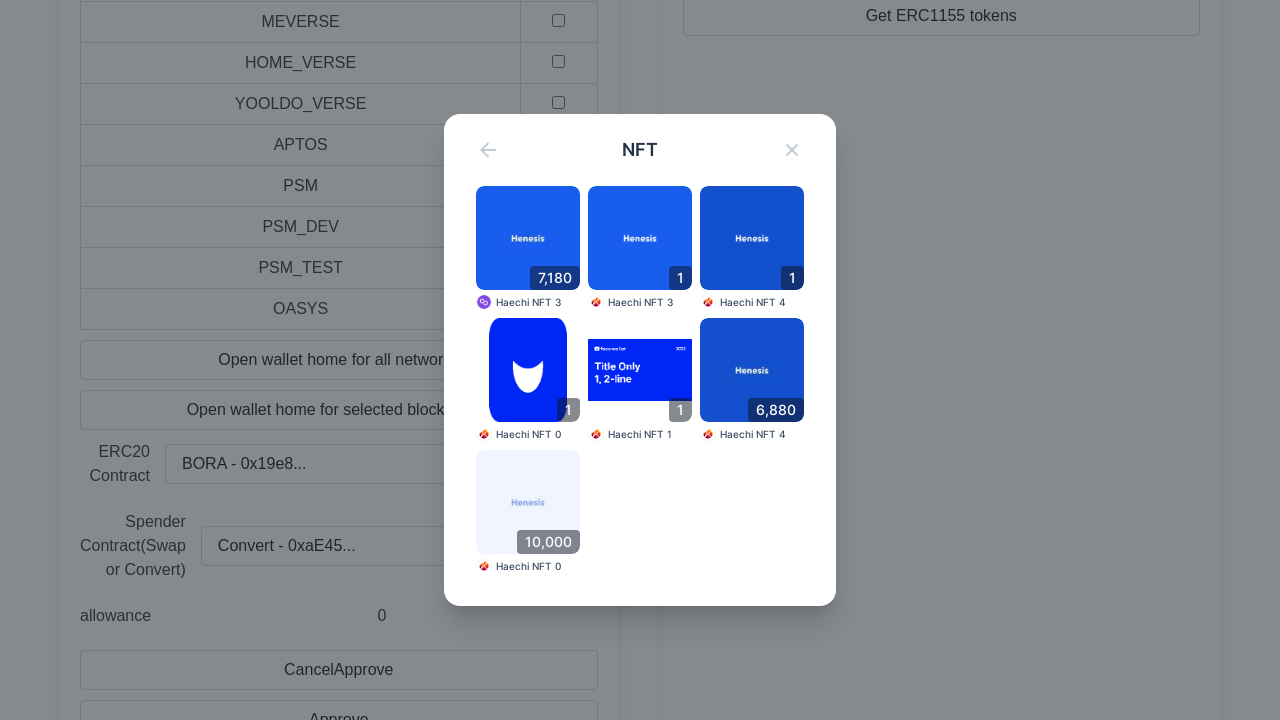 MEVERSE
HOME_VERSE
YOOLDO_VERSE
APTOS
PSM
PSM_DEV
PSM_TEST
OASYS
Open wallet home for all networ
Open wallet home for selected block
ERC20
Contract
BORA - 0x19e8...
Spender
Contract(Swap
or Convert)
Convert - 0xaE45...
allowance
0
CancelApprove
Approve
Get ERC1155 tokens
NFT
Henesis
7,180
Haechi NFT 3
Henesis
1
Haechi NFT 3
Henesis
1
Haechi NFT 4
1
Haechi NFT 0
face wallet
2022
Title Only
1, 2-line
1
Haechi NFT 1
Henesis
6,880
Haechi NFT 4
Henesis
10,000
Haechi NFT 0